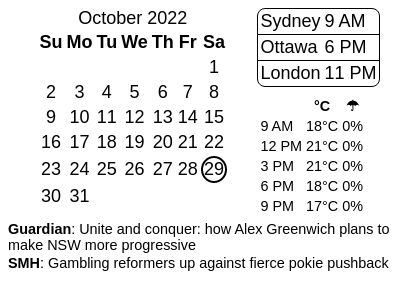 October 2022
Su Mo Tu We Th Fr Sa
1
2 3 4 5 6 7 8
9 10 11 12 13 14 15
16 17 18 19 20 21 22
23 24 25 26 27 28 29
30 31
Sydney 9 AM
Ottawa 6 PM
London 11 PM
°C ☂
9 AM 18°C 0%
12 PM 21°C 0%
3 PM 21°C 0%
6 PM 18°C 0%
9 PM 17°C 0%
Guardian: Unite and conquer: how Alex Greenwich plans to
make NSW more progressive
SMH: Gambling reformers up against fierce pokie pushback